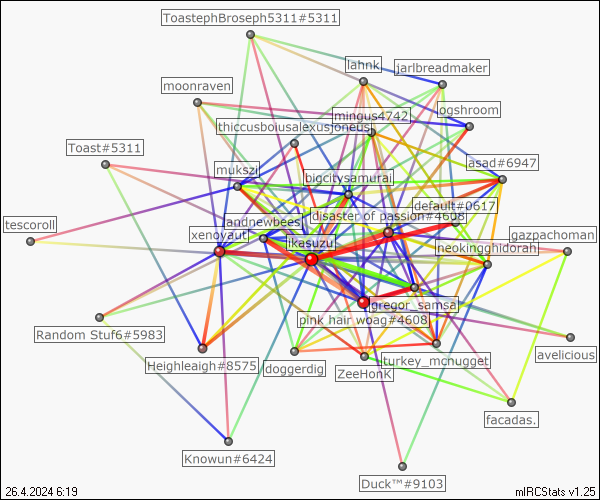 ToastephBroseph5311#5311
lahnk
jarlbreadmaker
moonraven
ogshroom
mingus4742
thiccusboiusalexusjoneus
Toast#5311
asad#6947
mukszi
bigcitysamurai
default#0617
disaster of passion#4608
tescoroll
andnewbees
xenovaut
ikasuzu
gazpachoman
neokingghidorah
gregor_samsa
pink hair woag#4608
Random Stuf6#5983
avelicious
Heighleaigh#8575
doggerdig
turkey_mcnugget
ZeeHonK
facadas.
Knowun#6424
Duck™#9103
26.4.2024 6:19
mIRCStats v1.25